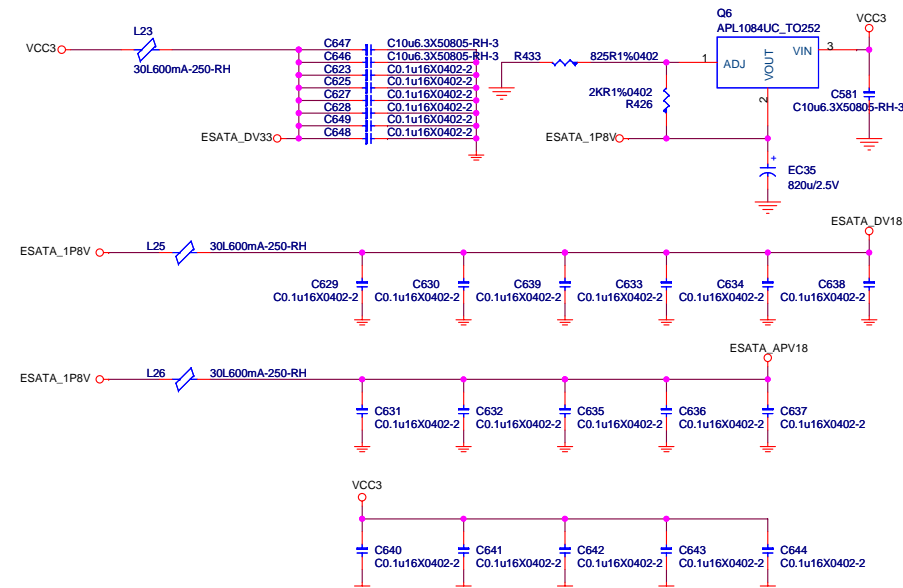 Q6
APL1084UC_TO252
VCC3
L23
VCC3
30L600mA-250-RH
C647
C10u6.3X50805-RH-3
C646
C10u6.3X50805-RH-3
C623
C0.1u16X0402-2
C625
C0.1u16X0402-2
C627
C0.1u16X0402-2
C628
C0.1u16X0402-2
C649
C0.1u16X0402-2
C648
C0.1u16X0402-2
ESATA_DV33
R433
825R1%0402
1
ADJ
VOUT
VIN
3
2
2KR1%0402
R426
C581
C10u6.3X50805-RH-3
ESATA_1P8V
+
EC35
820u/2.5V
ESATA_DV18
ESATA_1P8V
L25
30L600mA-250-RH
C629
C0.1u16X0402-2
C630
C0.1u16X0402-2
C639
C0.1u16X0402-2
C633
C0.1u16X0402-2
C634
C0.1u16X0402-2
C638
C0.1u16X0402-2
ESATA_APV18
ESATA_1P8V
L26
30L600mA-250-RH
C631
C0.1u16X0402-2
C632
C0.1u16X0402-2
C635
C0.1u16X0402-2
C636
C0.1u16X0402-2
C637
C0.1u16X0402-2
VCC3
C640
C0.1u16X0402-2
C641
C0.1u16X0402-2
C642
C0.1u16X0402-2
C643
C0.1u16X0402-2
C644
C0.1u16X0402-2